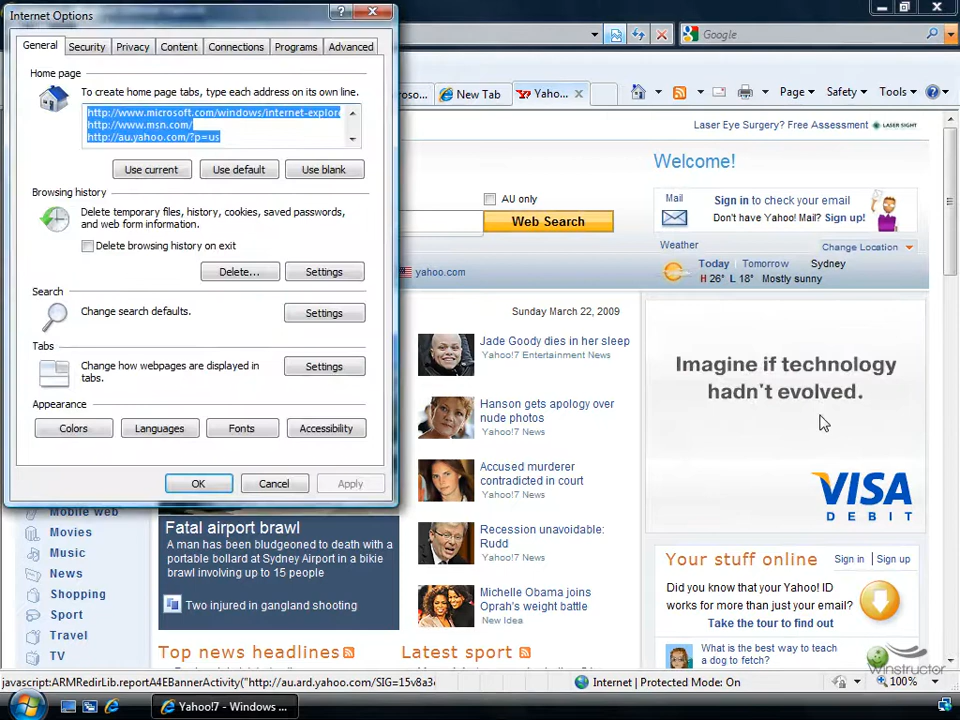 Internet Options
?
General
Security
Privacy
Content
Connections
Programs
Advanced
Home page
To create home page tabs, type each address on its own line.
http://www.microsoft.com/windows/internet-explore
http://www.msn.com/
http://au.yahoo.com/?p=us
Use current
Use default
Use blank
Browsing history
Delete temporary files, history, cookies, saved passwords,
and web form information.
Delete browsing history on exit
Delete...
Settings
Search
Change search defaults.
Settings
Tabs
Change how webpages are displayed in
tabs.
Settings
Appearance
Colors
Languages
Fonts
Accessibility
OK
Cancel
Apply
Google
oso...
New Tab
Yaho...
Page
Safety
Tools
Laser Eye Surgery? Free Assessment
LASER SIGHT
Welcome!
AU only
Web Search
yahoo.com
Mail
Sign in to check your email
Don't have Yahoo! Mail? Sign up!
Weather
Change Location
Today
Tomorrow
Sydney
H 26° L 18° Mostly sunny
Sunday March 22, 2009
Jade Goody dies in her sleep
Yahoo!7 Entertainment News
Hanson gets apology over
nude photos
Yahoo!7 News
Accused murderer
contradicted in court
Yahoo!7 News
Recession unavoidable:
Rudd
Yahoo!7 News
Michelle Obama joins
Oprah's weight battle
New Idea
Imagine if technology
hadn't evolved.
VISA
DEBIT
Mobile Web
Movies
Music
News
Shopping
Sport
Travel
TV
Fatal airport brawl
A man has been bludgeoned to death with a
portable bollard at Sydney Airport in a bikie
brawl involving up to 15 people
Two injured in gangland shooting
Top news headlines
Latest sport
Your stuff online
Sign in
Sign up
Did you know that your Yahoo! ID
works for more than just your email?
Take the tour to find out
What is the best way to teach
a dog to fetch?
Winstructor
javascript:ARMRedirLib.reportA4EBannerActivity("http://au.ard.yahoo.com/SIG=15v8a3
Internet | Protected Mode: On
100%
Yahoo!7 - Windows ...